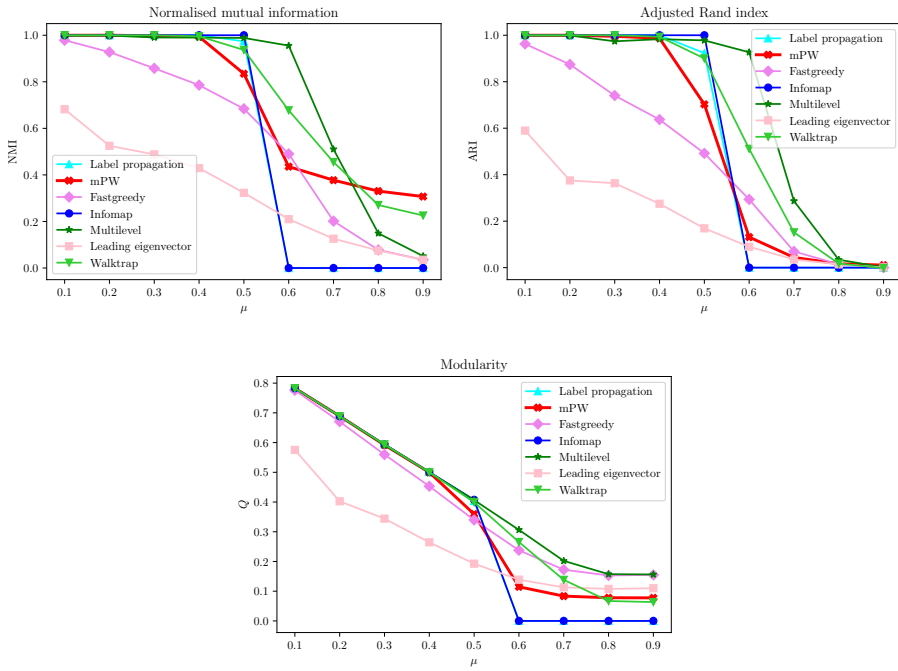 Normalised mutual information
1.0
0.8
0.6
0.4
0.2
0.0
NMI
Label propagation
mPW
Fastgreedy
Infomap
Multilevel
Leading eigenvector
Walktrap
0.1 0.2 0.3 0.4 0.5 0.6 0.7 0.8 0.9
μ
Adjusted Rand index
1.0
0.8
0.6
0.4
0.2
0.0
ARI
Label propagation
mPW
Fastgreedy
Infomap
Multilevel
Leading eigenvector
Walktrap
0.1 0.2 0.3 0.4 0.5 0.6 0.7 0.8 0.9
μ
Modularity
0.8
0.7
0.6
0.5
0.4
0.3
0.2
0.1
0.0
Q
Label propagation
mPW
Fastgreedy
Infomap
Multilevel
Leading eigenvector
Walktrap
0.1 0.2 0.3 0.4 0.5 0.6 0.7 0.8 0.9
μ